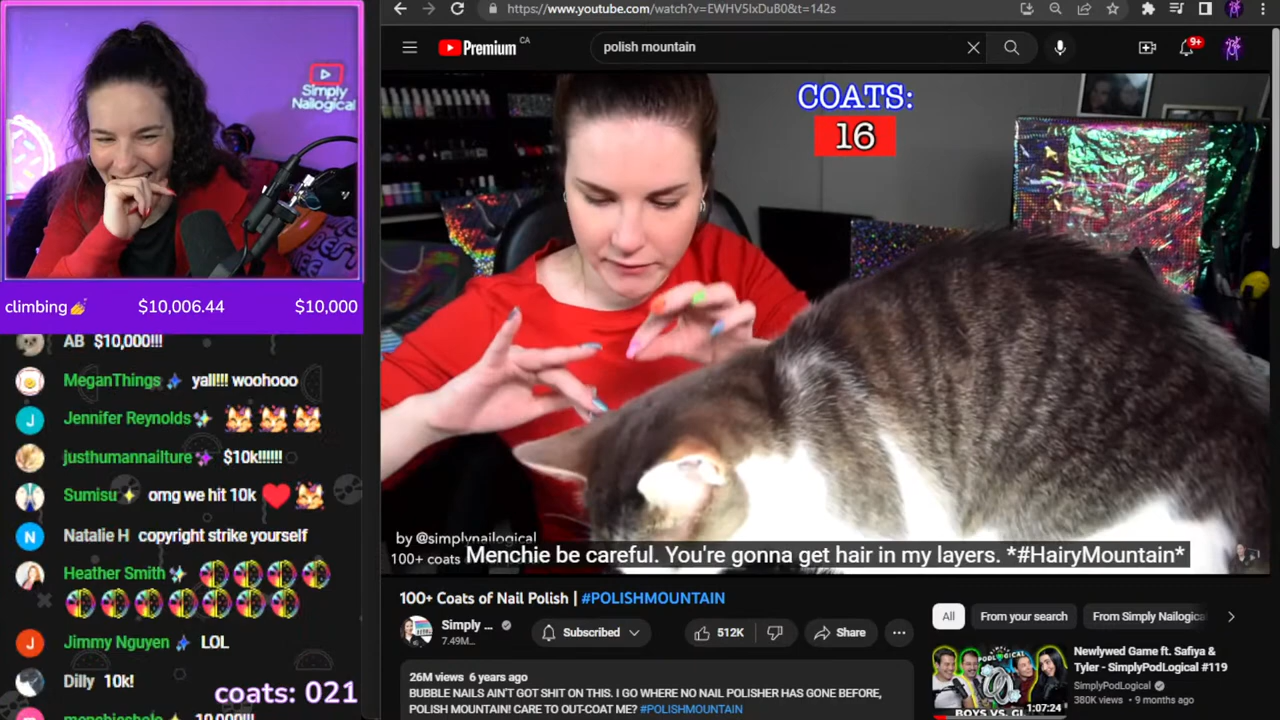 Simply
Nailogical
climbing💅 $10,006.44 $10,000
AB $10,000!!!
MeganThings yall!!!! woohooo
Jennifer Reynolds
justhumannailture $10k!!!!!!
Sumisu omg we hit 10k
Natalie H copyright strike yourself
Heather Smith
Jimmy Nguyen LOL
Dilly 10k!
coats: 021
https://www.youtube.com/watch?v=EWHV5IxDuB0&t=142s
Premium CA
polish mountain
9+
COATS:
16
by @simplynailogical
100+ coats
Menchie be careful. You're gonna get hair in my layers. *#HairyMountain*
100+ Coats of Nail Polish | #POLISHMOUNTAIN
Simply ...
7.49M...
Subscribed
512K
Share
All
From your search
From Simply Nailogica
26M views 6 years ago
BUBBLE NAILS AIN'T GOT SHIT ON THIS. I GO WHERE NO NAIL POLISHER HAS GONE BEFORE,
POLISH MOUNTAIN! CARE TO OUT-COAT ME? #POLISHMOUNTAIN
Newlywed Game ft. Safiya &
Tyler - SimplyPodLogical #119
SimplyPodLogical
380K views • 9 months ago
BOYS VS. GI
1:07:24